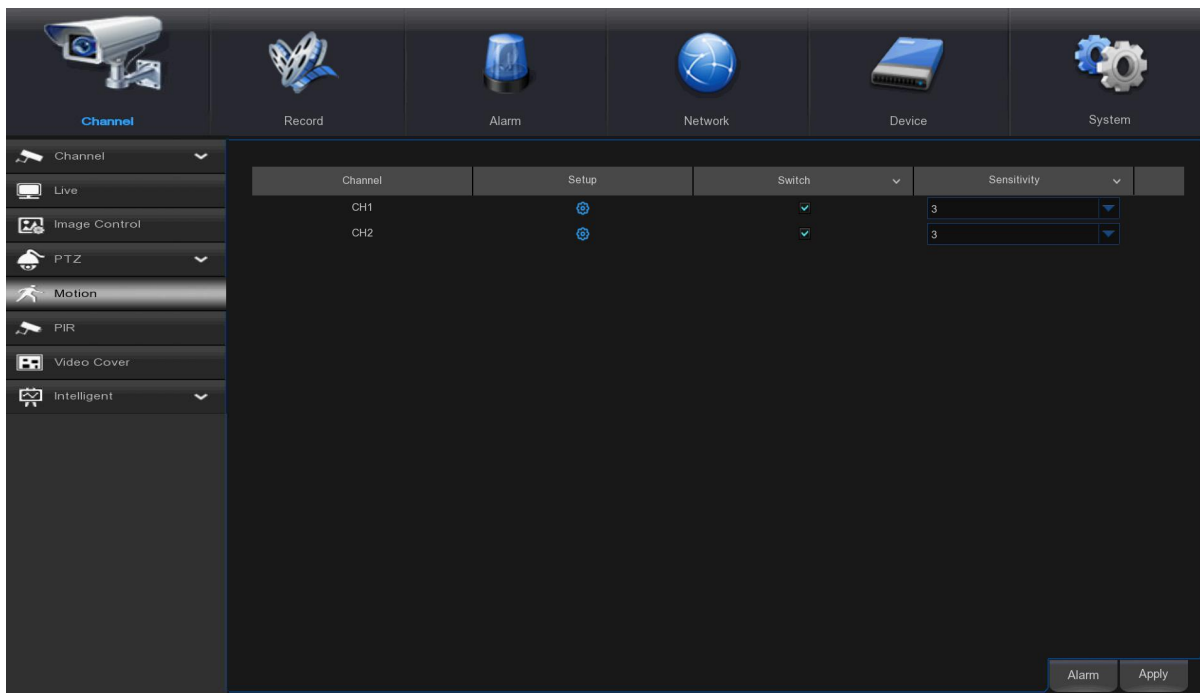 Channel Record Alarm Network Device System
Channel
Live
Image Control
PTZ
Motion
PIR
Video Cover
Intelligent
Channel Setup Switch Sensitivity
CH1 3
CH2 3
Alarm Apply